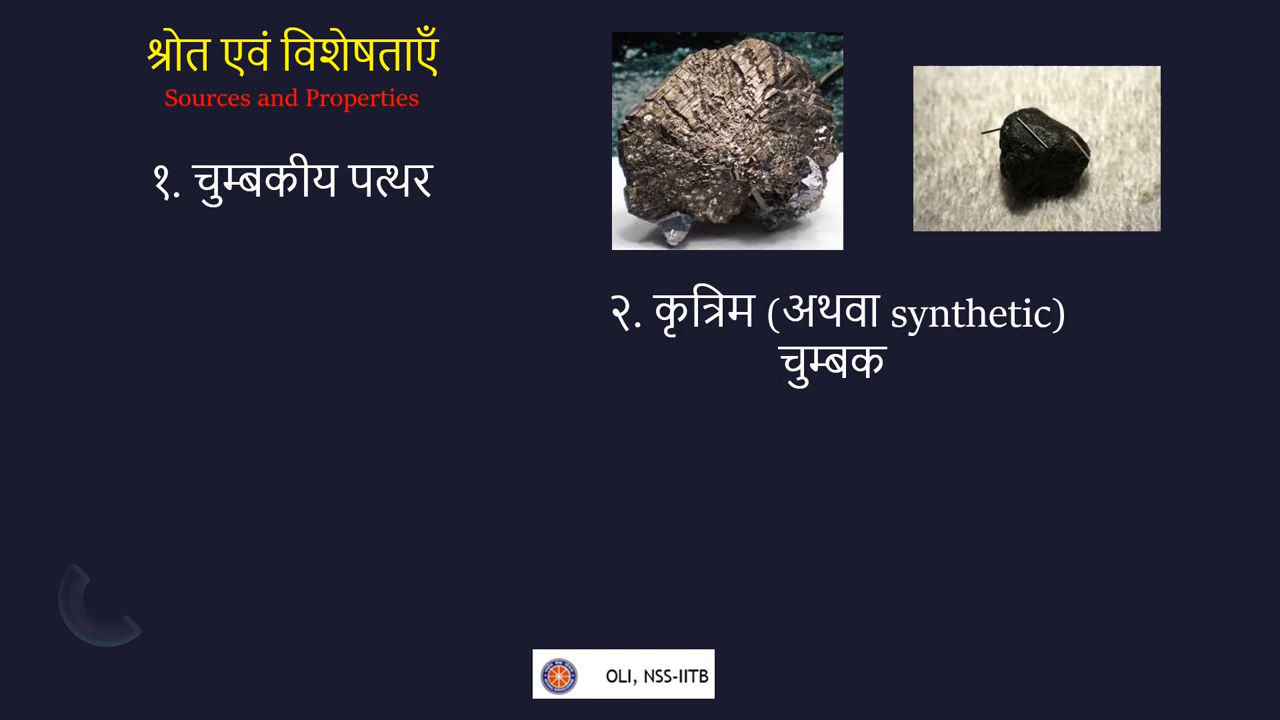 श्रोत एवं विशेषताएँ
Sources and Properties
१. चुम्बकीय पत्थर
२. कृत्रिम (अथवा synthetic)
चुम्बक
OLI, NSS-IITB